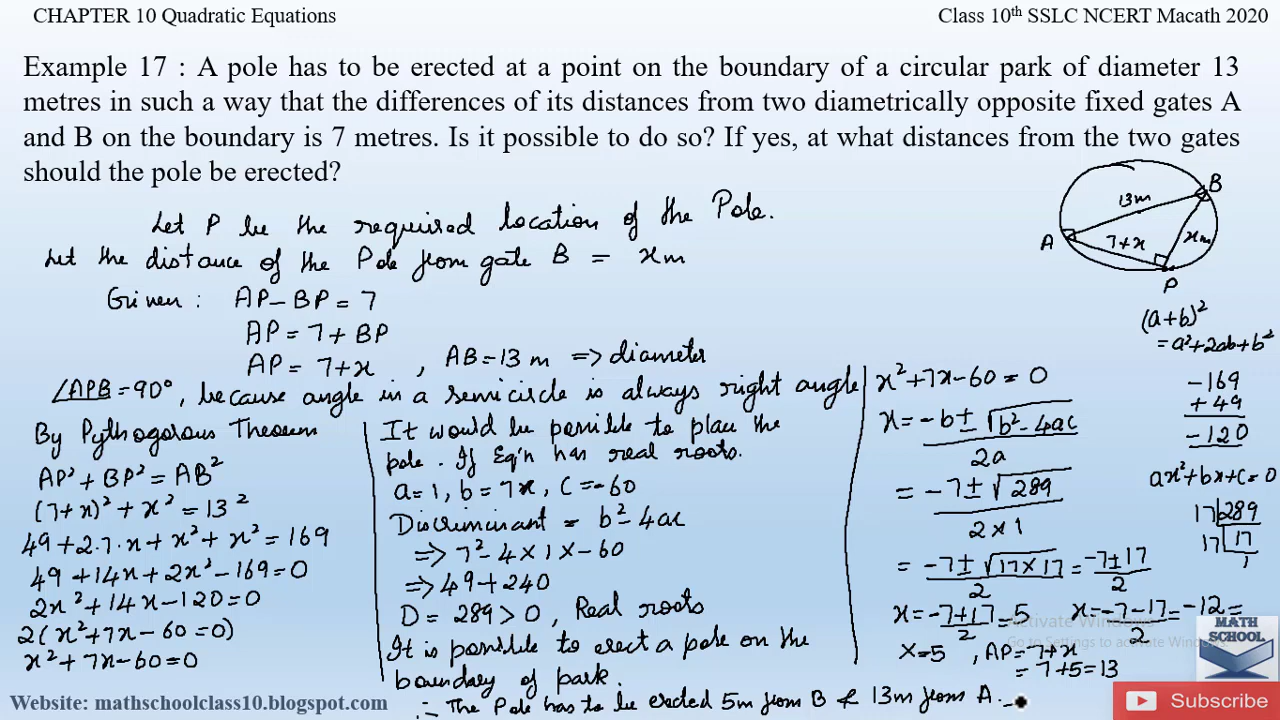 CHAPTER 10 Quadratic Equations
Class 10th SSLC NCERT Macath 2020
Example 17 : A pole has to be erected at a point on the boundary of a circular park of diameter 13
metres in such a way that the differences of its distances from two diametrically opposite fixed gates A
and B on the boundary is 7 metres. Is it possible to do so? If yes, at what distances from the two gates
should the pole be erected?
Let P be the required location of the Pole.
Let the distance of the Pole from gate B = x m
Given : AP - BP = 7
AP = 7 + BP
AP = 7 + x , AB = 13 m => diameter
∠APB = 90°, because angle in a semicircle is always right angle
By Pythogorous Theorem
AP² + BP² = AB²
(7+x)² + x² = 13²
49 + 2.7.x + x² + x² = 169
49 + 14x + 2x² - 169 = 0
2x² + 14x - 120 = 0
2(x² + 7x - 60 = 0)
x² + 7x - 60 = 0
It would be possible to place the
pole. If Eq'n has real roots.
a = 1, b = 7x, c = -60
Discriminant = b² - 4ac
=> 7² - 4 × 1 × -60
=> 49 + 240
D = 289 > 0, Real roots
It is possible to erect a pole on the
boundary of park.
∴ The Pole has to be erected 5m from B & 13m from A.
x² + 7x - 60 = 0
x = -b ± √b² - 4ac
2a
= -7 ± √289
2 × 1
= -7 ± √17 × 17 = -7 ± 17
2 2
x = -7 + 17 = 5 x = -7 - 17 = -12 =
2 2
x = 5 , AP = 7 + x
= 7 + 5 = 13
A
B
P
13m
7+x
x m
(a+b)²
= a² + 2ab + b²
-169
+ 49
-120
ax² + bx + c = 0
17 289
17 17
1
Activate Windows
Go to Settings to activate Windows.
MATH
SCHOOL
Subscribe
Website: mathschoolclass10.blogspot.com